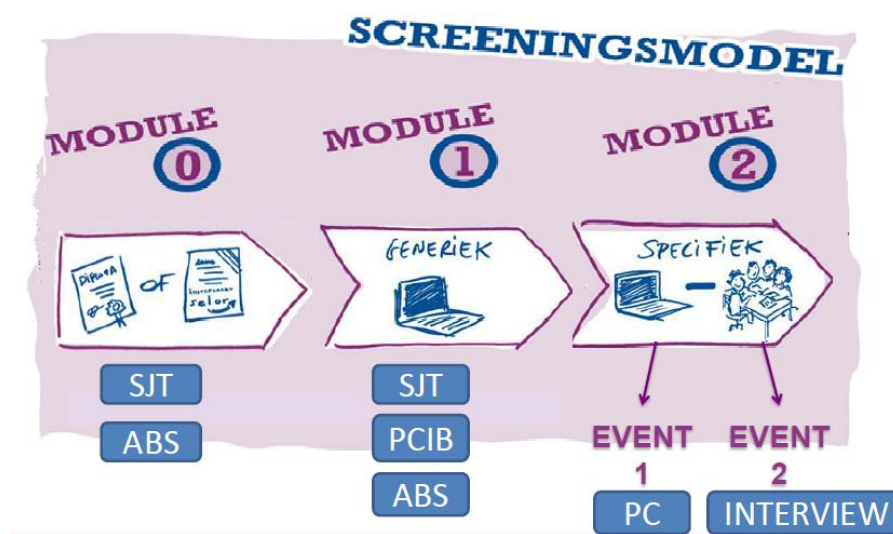 SCREENINGSMODEL
MODULE
0
MODULE
1
MODULE
2
DIPLOMA
OF
selor
GENERIEK
SPECIFIEK
SJT
ABS
SJT
PCIB
ABS
EVENT
1
PC
EVENT
2
INTERVIEW